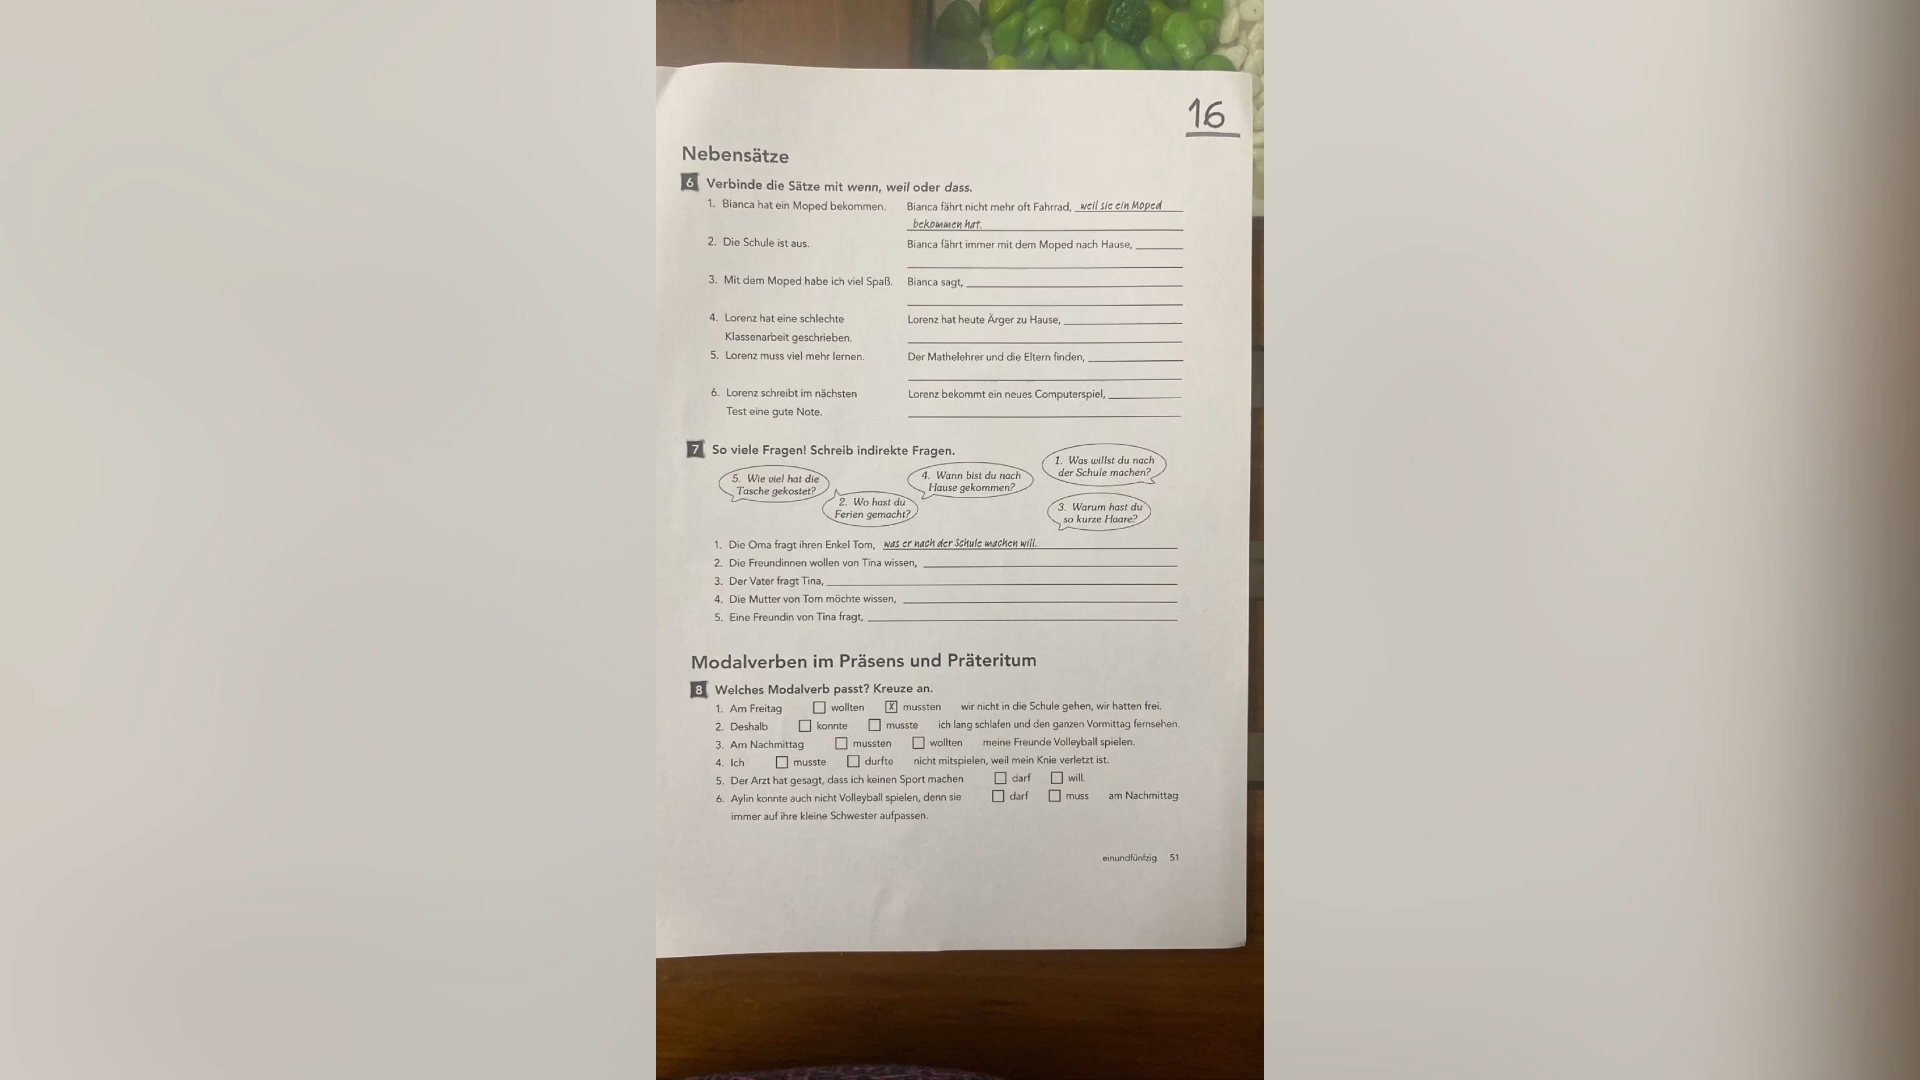 16
Nebensätze
6 Verbinde die Sätze mit wenn, weil oder dass.
1. Bianca hat ein Moped bekommen. Bianca fährt nicht mehr oft Fahrrad, weil sie ein Moped
bekommen hat.
2. Die Schule ist aus. Bianca fährt immer mit dem Moped nach Hause,
3. Mit dem Moped habe ich viel Spaß. Bianca sagt,
4. Lorenz hat eine schlechte Lorenz hat heute Ärger zu Hause,
Klassenarbeit geschrieben.
5. Lorenz muss viel mehr lernen. Der Mathelehrer und die Eltern finden,
6. Lorenz schreibt im nächsten Lorenz bekommt ein neues Computerspiel,
Test eine gute Note.
7 So viele Fragen! Schreib indirekte Fragen.
1. Was willst du nach
der Schule machen?
4. Wann bist du nach
Hause gekommen?
5. Wie viel hat die
Tasche gekostet?
2. Wo hast du
Ferien gemacht?
3. Warum hast du
so kurze Haare?
1. Die Oma fragt ihren Enkel Tom, was er nach der Schule machen will.
2. Die Freundinnen wollen von Tina wissen,
3. Der Vater fragt Tina,
4. Die Mutter von Tom möchte wissen,
5. Eine Freundin von Tina fragt,
Modalverben im Präsens und Präteritum
8 Welches Modalverb passt? Kreuze an.
1. Am Freitag ☐ wollten ☒ mussten wir nicht in die Schule gehen, wir hatten frei.
2. Deshalb ☐ konnte ☐ musste ich lang schlafen und den ganzen Vormittag fernsehen.
3. Am Nachmittag ☐ mussten ☐ wollten meine Freunde Volleyball spielen.
4. Ich ☐ musste ☐ durfte nicht mitspielen, weil mein Knie verletzt ist.
5. Der Arzt hat gesagt, dass ich keinen Sport machen ☐ darf ☐ will.
6. Aylin konnte auch nicht Volleyball spielen, denn sie ☐ darf ☐ muss am Nachmittag
immer auf ihre kleine Schwester aufpassen.
einundfünfzig 51